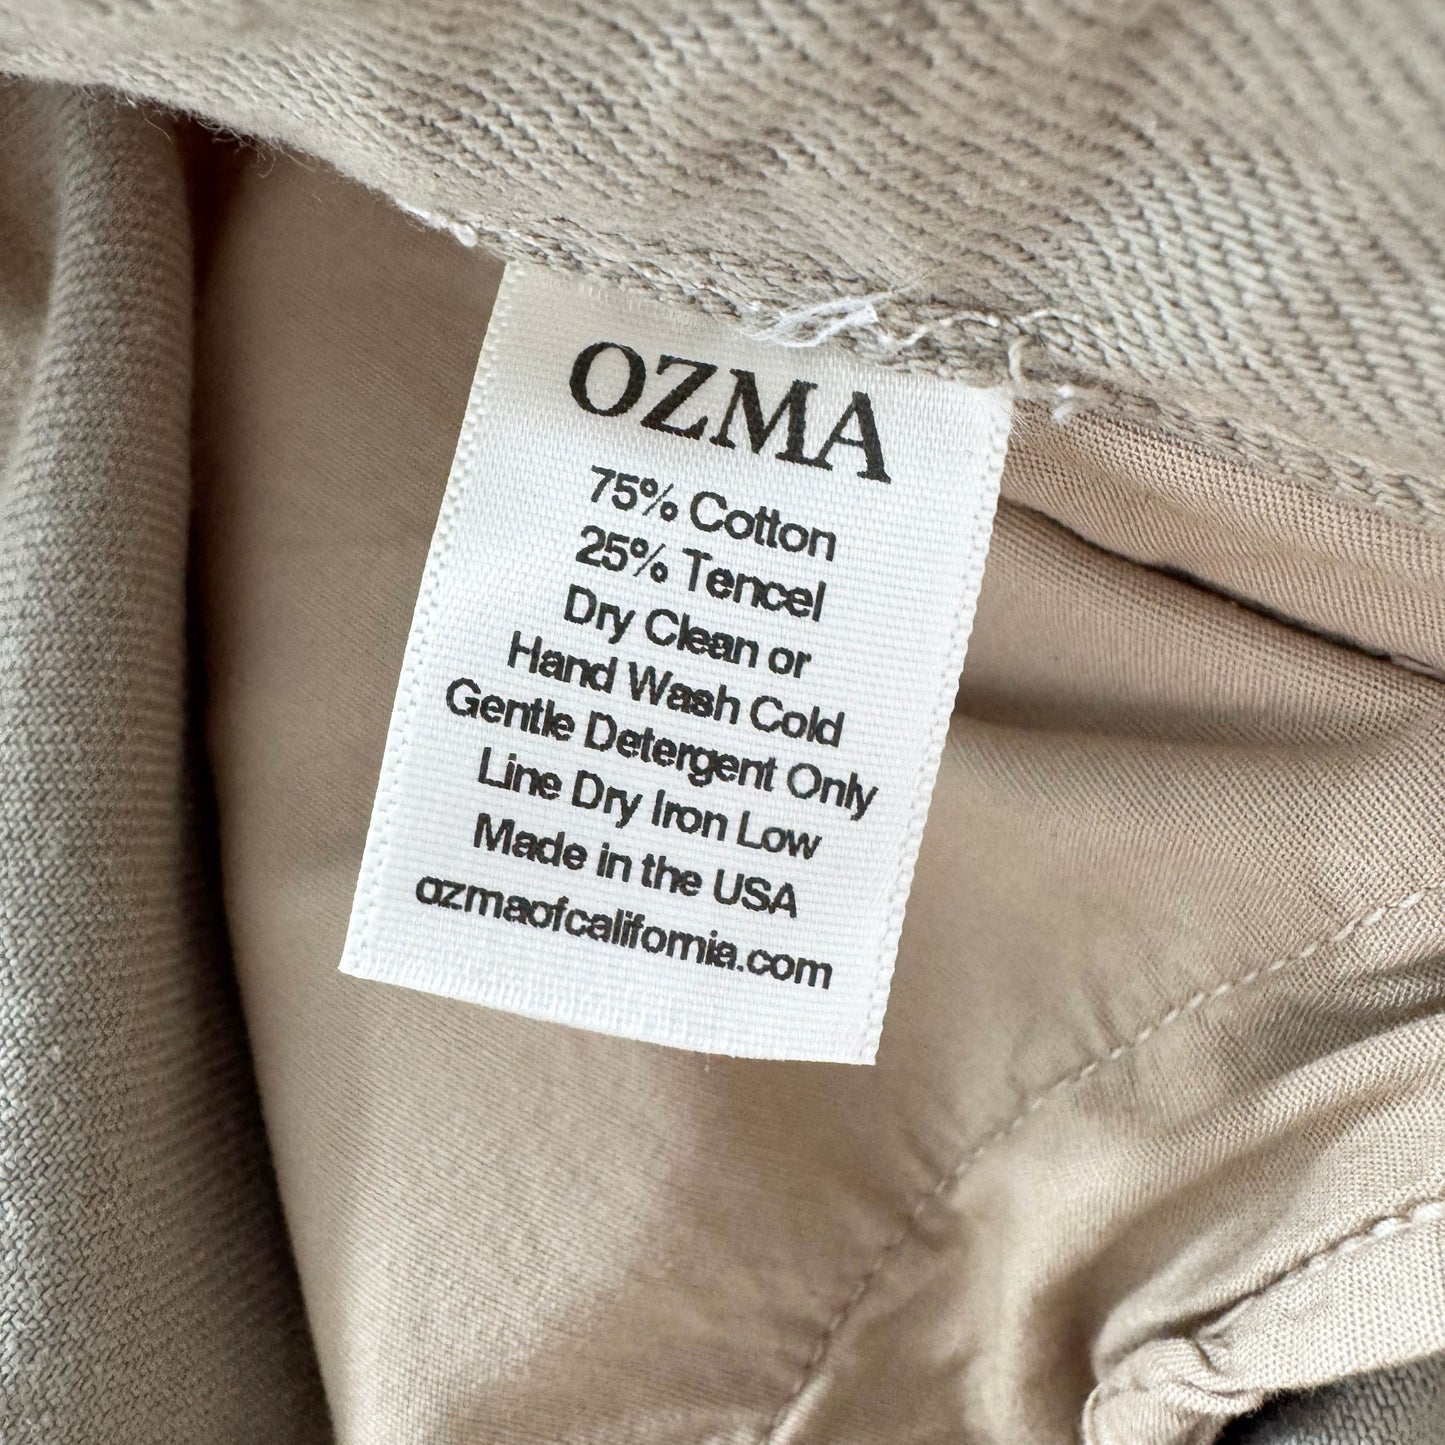 OZMA
75% Cotton
25% Tencel
Dry Clean or
Hand Wash Cold
Gentle Detergent Only
Line Dry Iron Low
Made in the USA
ozmaofcalifornia.com